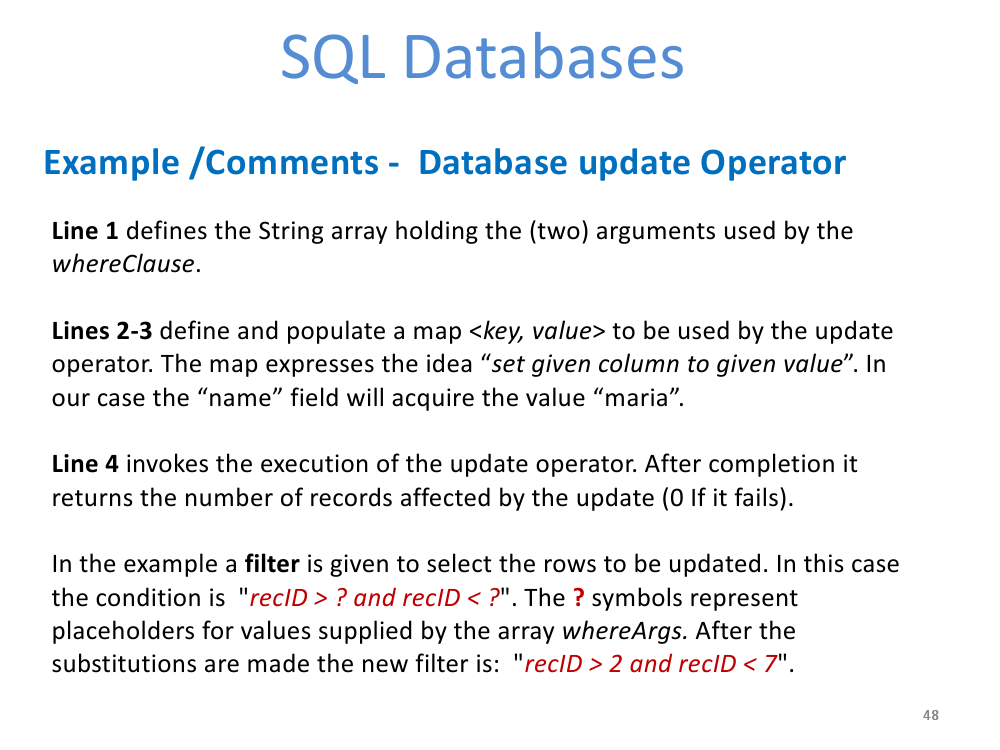 SQL Databases
Example /Comments -  Database update Operator
Line 1 defines the String array holding the (two) arguments used by the
whereClause.
Lines 2-3 define and populate a map <key, value> to be used by the update
operator. The map expresses the idea “set given column to given value”. In
our case the “name” field will acquire the value “maria”.
Line 4 invokes the execution of the update operator. After completion it
returns the number of records affected by the update (0 If it fails).
In the example a filter is given to select the rows to be updated. In this case
the condition is  "recID > ? and recID < ?". The ? symbols represent
placeholders for values supplied by the array whereArgs. After the
substitutions are made the new filter is:  "recID > 2 and recID < 7".
48